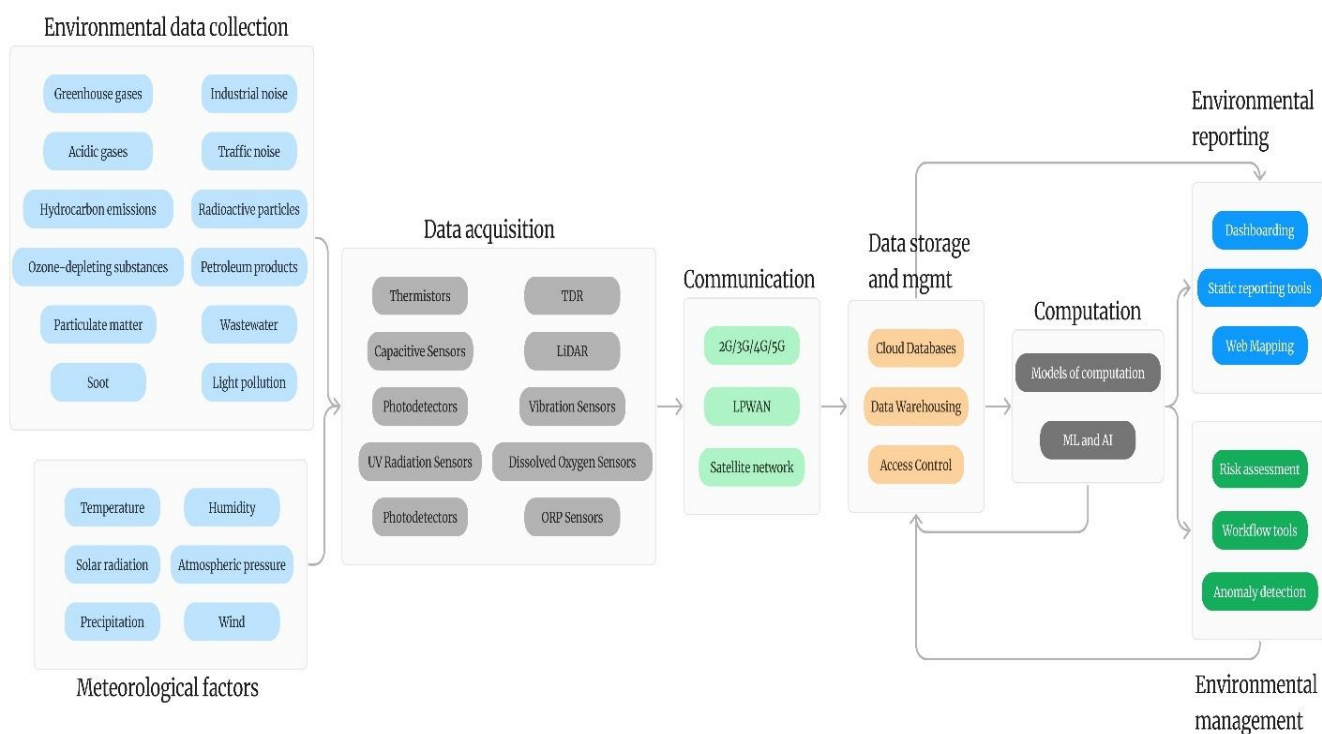 Environmental data collection
Greenhouse gases
Industrial noise
Acidic gases
Traffic noise
Hydrocarbon emissions
Radioactive particles
Ozone-depleting substances
Petroleum products
Particulate matter
Wastewater
Soot
Light pollution
Temperature
Humidity
Solar radiation
Atmospheric pressure
Precipitation
Wind
Meteorological factors
Data acquisition
Thermistors
TDR
Capacitive Sensors
LiDAR
Photodetectors
Vibration Sensors
UV Radiation Sensors
Dissolved Oxygen Sensors
Photodetectors
ORP Sensors
Communication
2G/3G/4G/5G
LPWAN
Satellite network
Data storage
and mgmt
Cloud Databases
Data Warehousing
Access Control
Computation
Models of computation
ML and AI
Environmental
reporting
Dashboarding
Static reporting tools
Web Mapping
Risk assessment
Workflow tools
Anomaly detection
Environmental
management